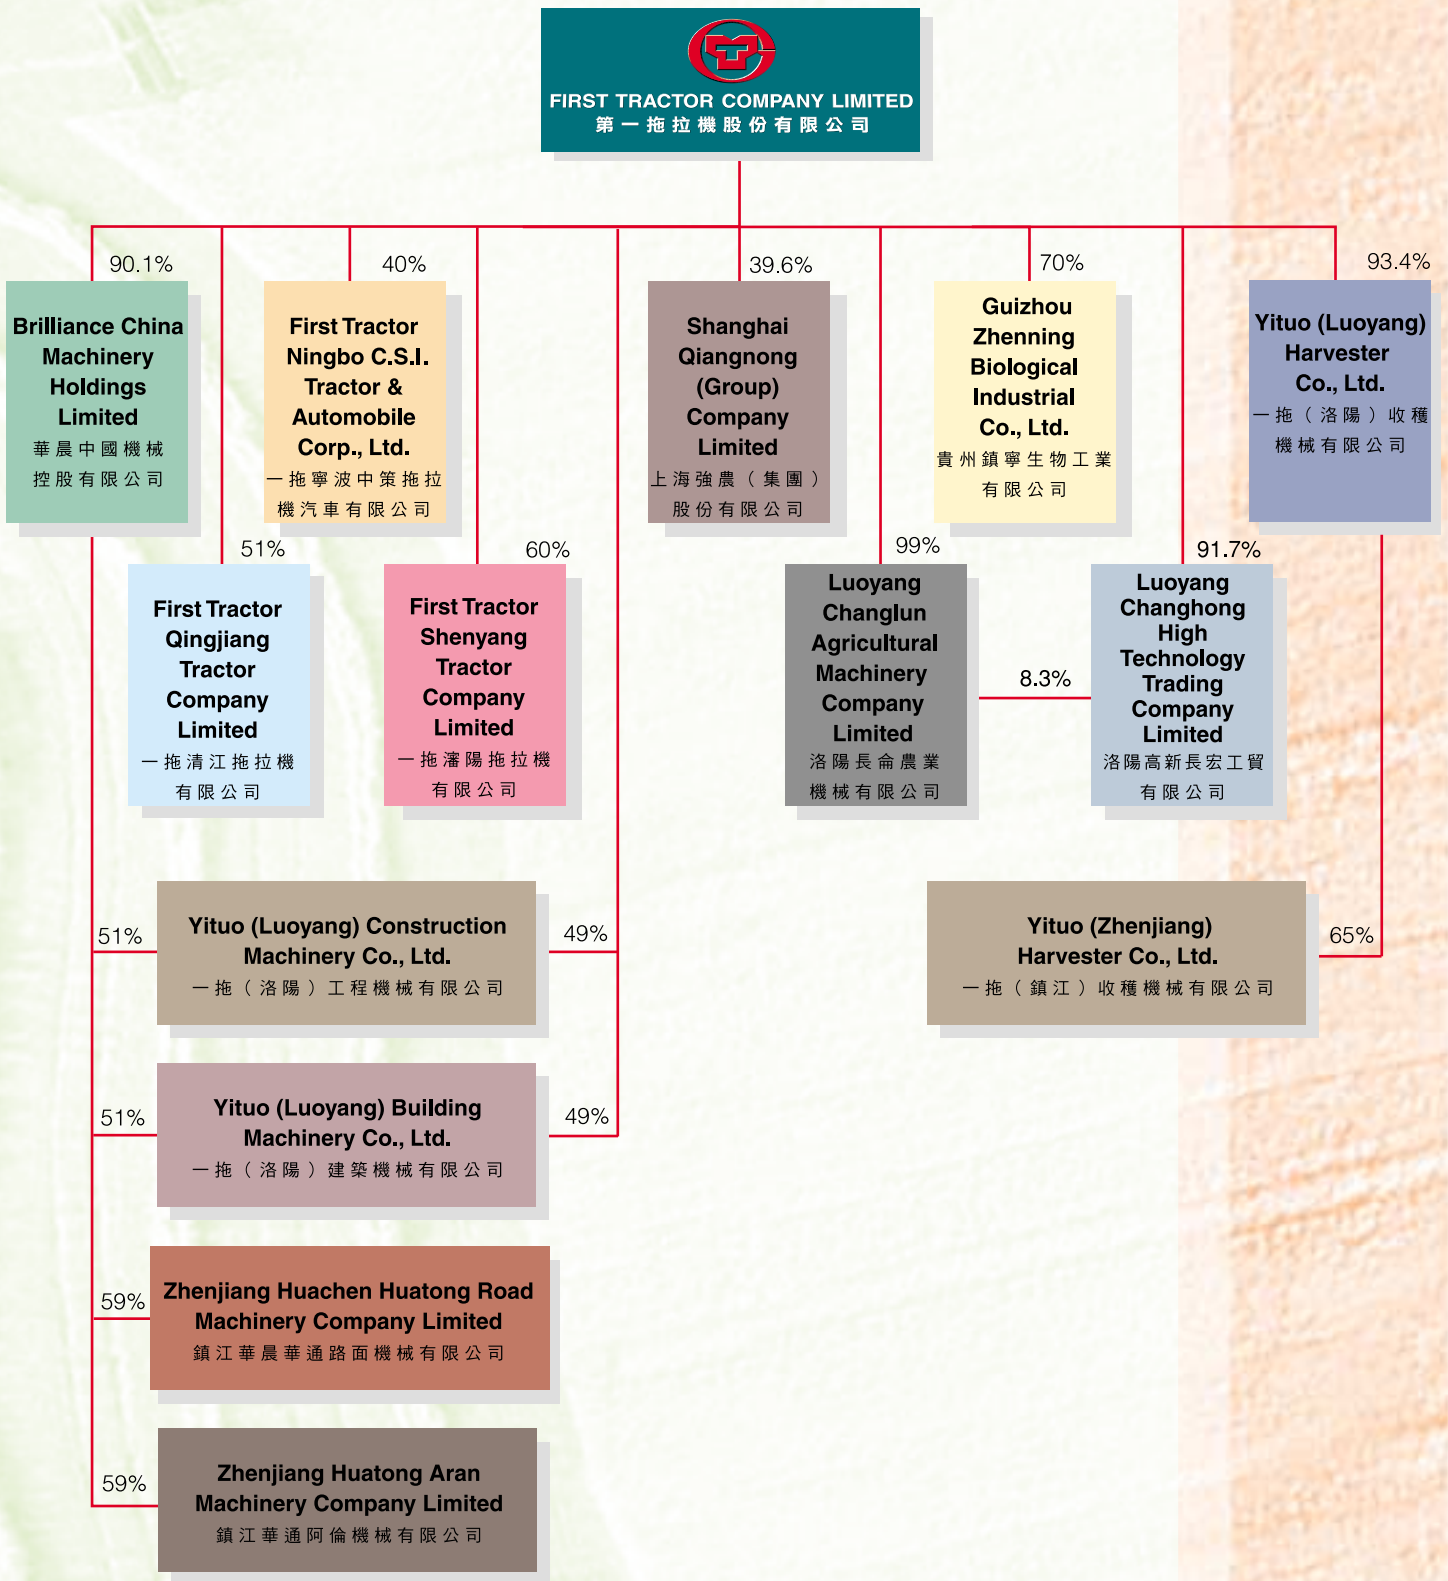 FIRST TRACTOR COMPANY LIMITED
第一拖拉機股份有限公司
90.1%
40%
39.6%
70%
93.4%
Brilliance China
Machinery
Holdings
Limited
華晨中國機械
控股有限公司
First Tractor
Ningbo C.S.I.
Tractor &
Automobile
Corp., Ltd.
一拖寧波中策拖拉
機汽車有限公司
Shanghai
Qiangnong
(Group)
Company
Limited
上海強農（集團）
股份有限公司
Guizhou
Zhenning
Biological
Industrial
Co., Ltd.
貴州鎮寧生物工業
有限公司
Yituo (Luoyang)
Harvester
Co., Ltd.
一拖（洛陽）收穫
機械有限公司
51%
60%
99%
91.7%
First Tractor
Qingjiang
Tractor
Company
Limited
一拖清江拖拉機
有限公司
First Tractor
Shenyang
Tractor
Company
Limited
一拖瀋陽拖拉機
有限公司
Luoyang
Changlun
Agricultural
Machinery
Company
Limited
洛陽長侖農業
機械有限公司
8.3%
Luoyang
Changhong
High
Technology
Trading
Company
Limited
洛陽高新長宏工貿
有限公司
51%
Yituo (Luoyang) Construction
Machinery Co., Ltd.
一拖（洛陽）工程機械有限公司
49%
Yituo (Zhenjiang)
Harvester Co., Ltd.
一拖（鎮江）收穫機械有限公司
65%
51%
Yituo (Luoyang) Building
Machinery Co., Ltd.
一拖（洛陽）建築機械有限公司
49%
59%
Zhenjiang Huachen Huatong Road
Machinery Company Limited
鎮江華晨華通路面機械有限公司
59%
Zhenjiang Huatong Aran
Machinery Company Limited
鎮江華通阿倫機械有限公司